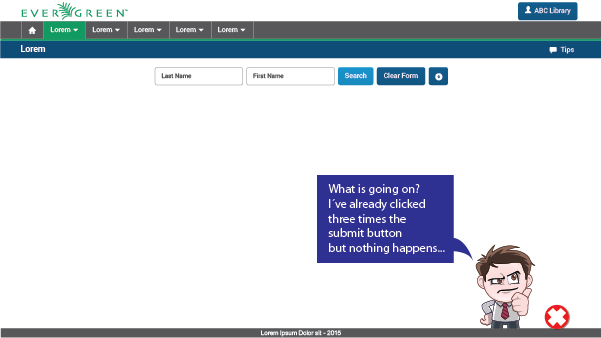 EVERGREEN™
ABC Library
Lorem Lorem Lorem Lorem Lorem
Lorem
Tips
Last Name First Name Search Clear Form
What is going on?
I´ve already clicked
three times the
submit button
but nothing happens...
Lorem Ipsum Dolor sit - 2015